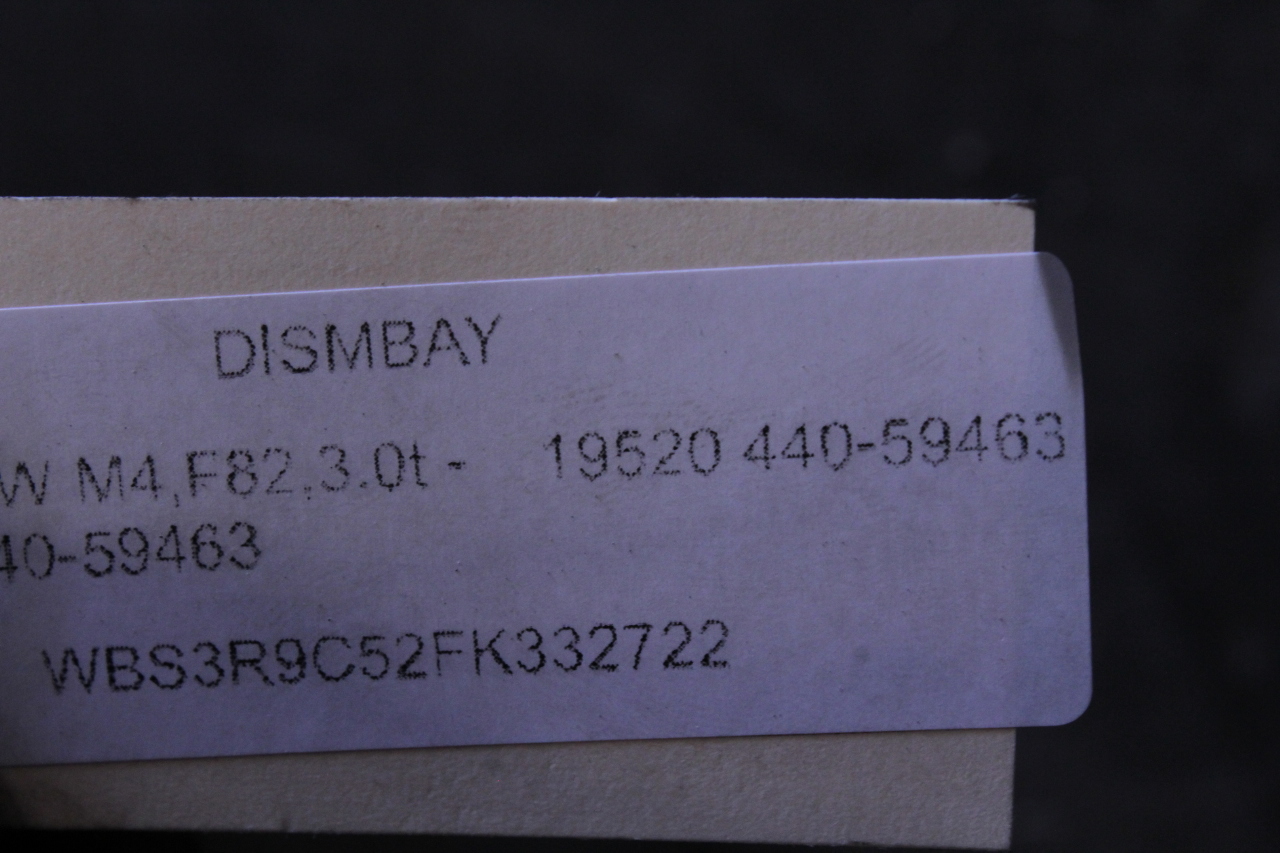 DISMBAY
W M4,F82,3.0t - 19520 440-59463
40-59463
WBS3R9C52FK332722